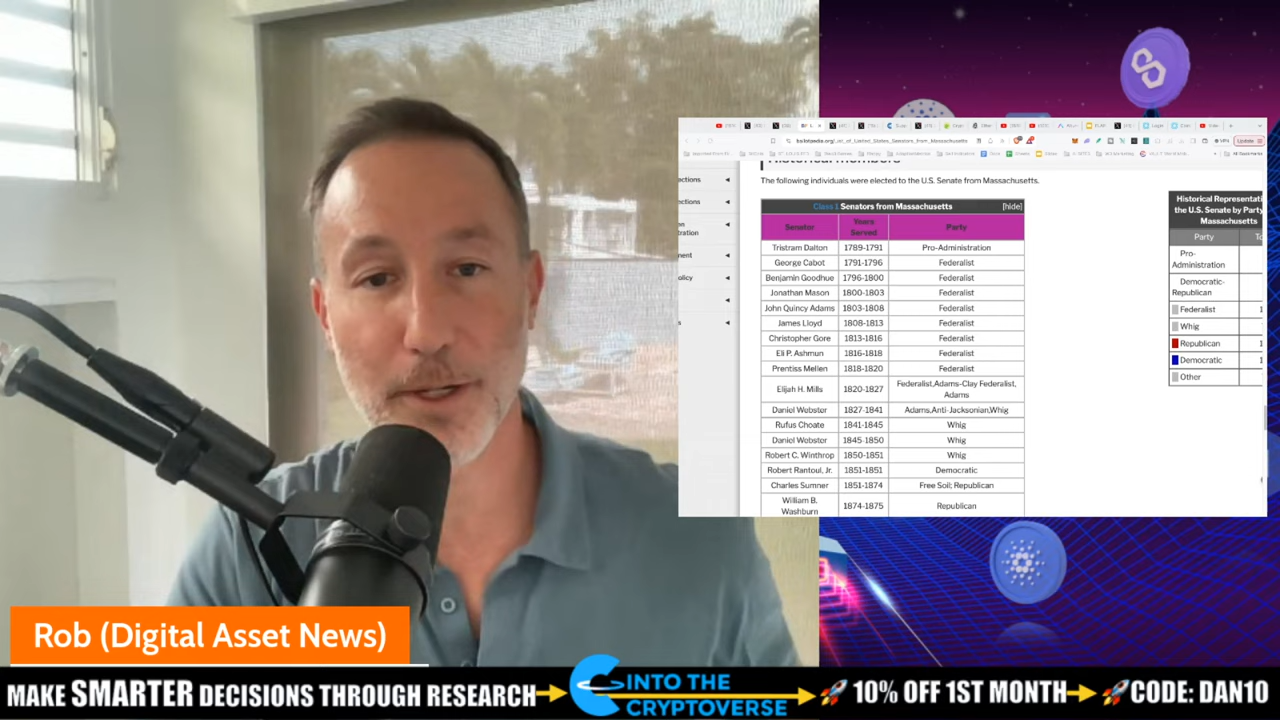 ballotpedia.org/List_of_United_States_Senators_from_Massachusetts
Update
The following individuals were elected to the U.S. Senate from Massachusetts.
Class 1 Senators from Massachusetts [hide]
Senator Years Served Party
Tristram Dalton 1789-1791 Pro-Administration
George Cabot 1791-1796 Federalist
Benjamin Goodhue 1796-1800 Federalist
Jonathan Mason 1800-1803 Federalist
John Quincy Adams 1803-1808 Federalist
James Lloyd 1808-1813 Federalist
Christopher Gore 1813-1816 Federalist
Eli P. Ashmun 1816-1818 Federalist
Prentiss Mellen 1818-1820 Federalist
Elijah H. Mills 1820-1827 Federalist,Adams-Clay Federalist, Adams
Daniel Webster 1827-1841 Adams,Anti-Jacksonian,Whig
Rufus Choate 1841-1845 Whig
Daniel Webster 1845-1850 Whig
Robert C. Winthrop 1850-1851 Whig
Robert Rantoul, Jr. 1851-1851 Democratic
Charles Sumner 1851-1874 Free Soil; Republican
William B. Washburn 1874-1875 Republican
Historical Representati
the U.S. Senate by Party
Massachusetts
Party
Pro-
Administration
Democratic-
Republican
Federalist
Whig
Republican
Democratic
Other
Rob (Digital Asset News)
MAKE SMARTER DECISIONS THROUGH RESEARCH INTO THE CRYPTOVERSE 10% OFF 1ST MONTH CODE: DAN10